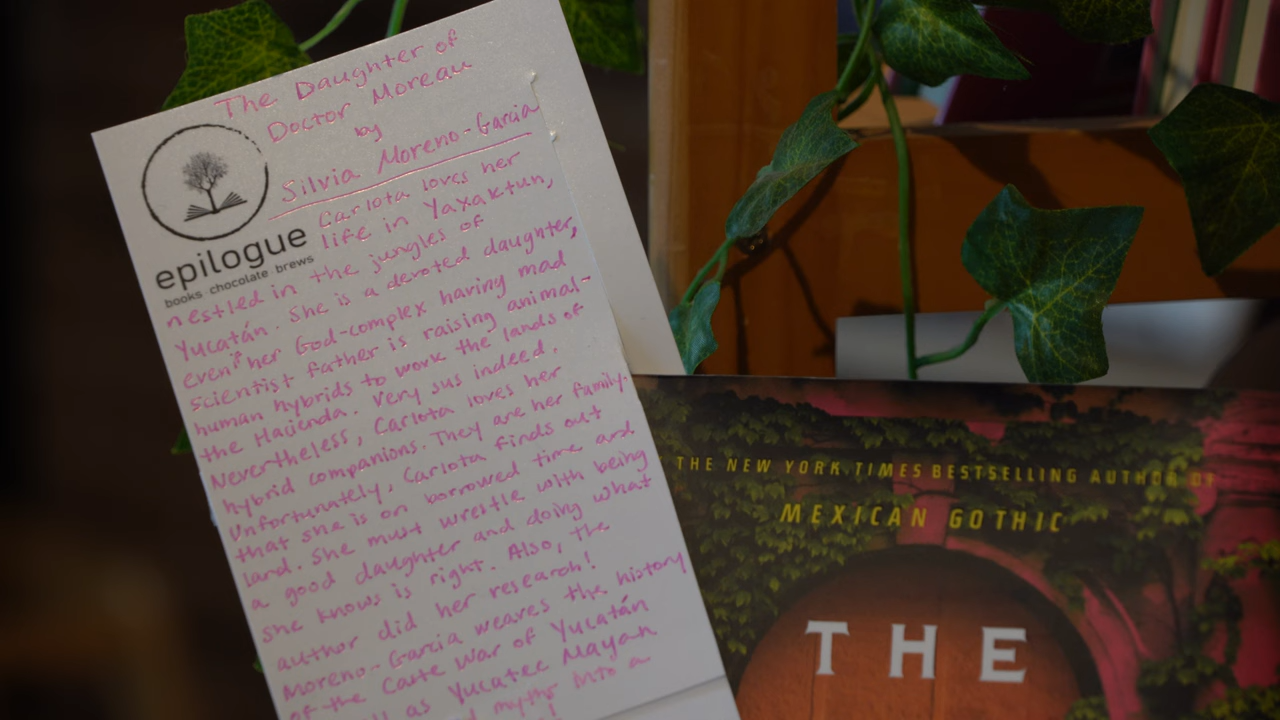 The Daughter of
Doctor Moreau
by
Silvia Moreno-Garcia
epilogue
books chocolate brews
Carlota loves her
life in Yaxaktun,
nestled in the jungles of
Yucatán. She is a devoted daughter,
even if her God-complex having mad
scientist father is raising animal-
human hybrids to work the lands of
the Hacienda. Very sus indeed.
Nevertheless, Carlota loves her
hybrid companions. They are her family.
Unfortunately, Carlota finds out
that she is on borrowed time and
land. She must wrestle with being
a good daughter and doing what
she knows is right. Also, the
author did her research!
Moreno-Garcia weaves the history
of the Caste War of Yucatán
as Yucatec Mayan
myths into a
THE NEW YORK TIMES BESTSELLING AUTHOR OF
MEXICAN GOTHIC
THE